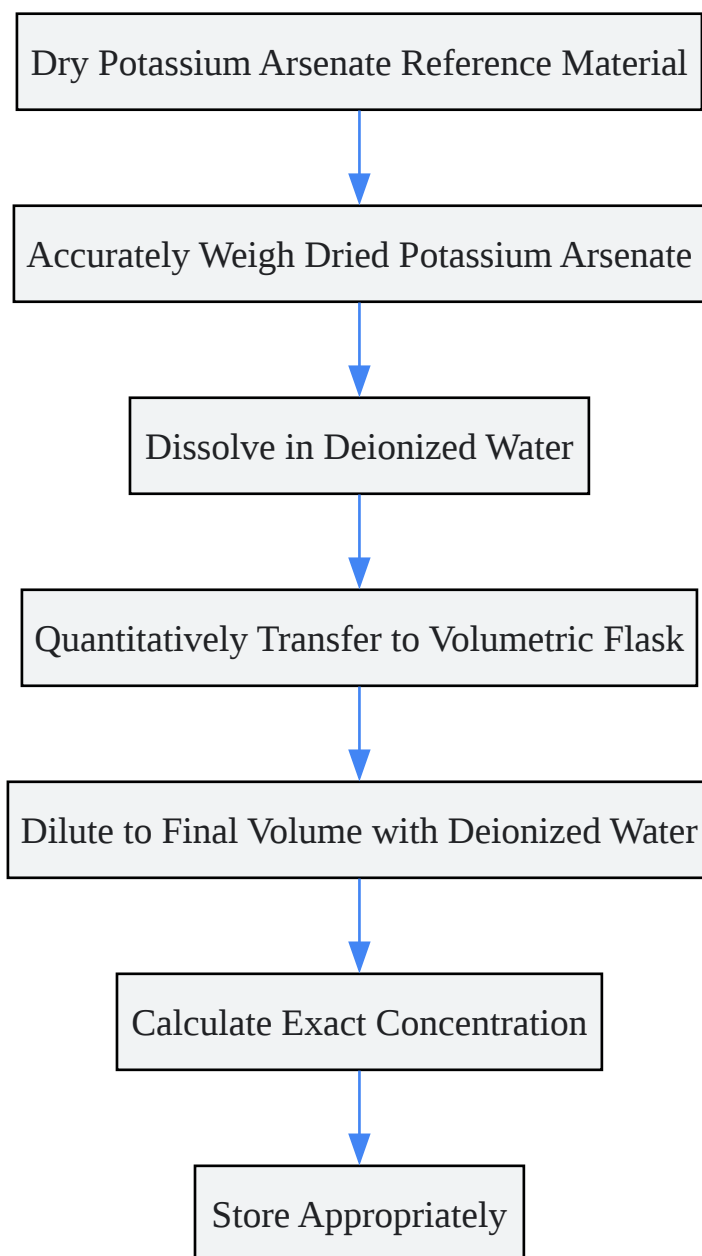 Dry Potassium Arsenate Reference Material
Accurately Weigh Dried Potassium Arsenate
Dissolve in Deionized Water
Quantitatively Transfer to Volumetric Flask
Dilute to Final Volume with Deionized Water
Calculate Exact Concentration
Store Appropriately